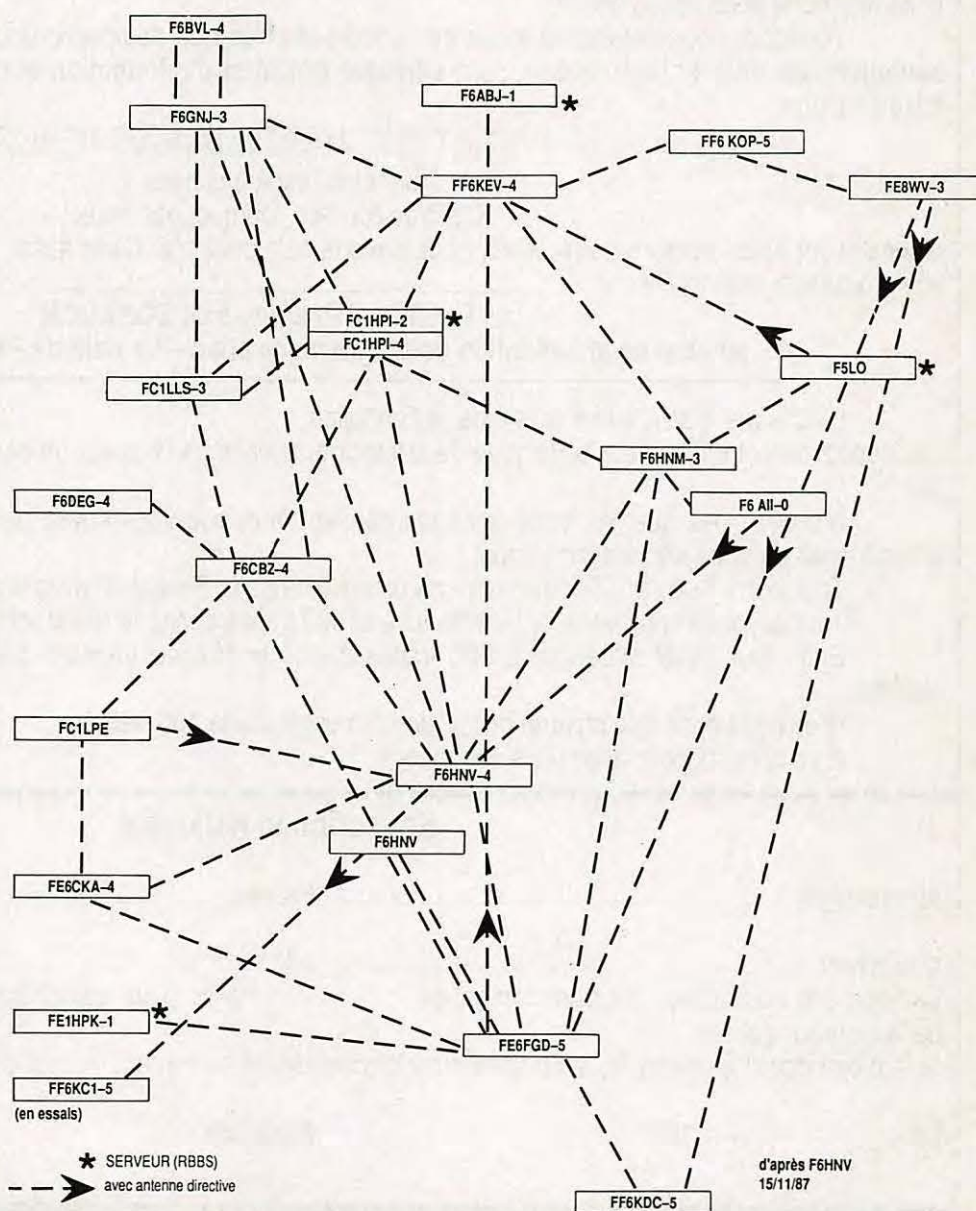 F6BVL-4
F6ABJ-1 *
F6GNJ-3
FF6 KOP-5
FF6KEV-4
FE8WV-3
FC1HPI-2 *
FC1HPI-4
F5LO *
FC1LLS-3
F6HNM-3
F6DEG-4
F6 AII-0
F6CBZ-4
FC1LPE
F6HNV-4
F6HNV
FE6CKA-4
FE1HPK-1 *
FE6FGD-5
FF6KC1-5
(en essais)
* SERVEUR (RBBS)
avec antenne directive
d'après F6HNV
15/11/87
FF6KDC-5